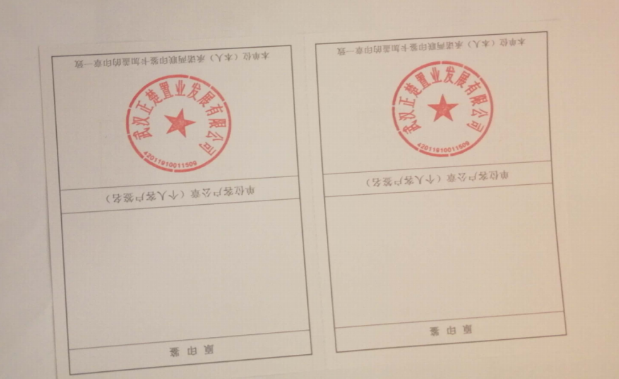 原印鉴
单位客户公章（个人客户签名）
武汉正楚置业发展有限公司
本单位（本人）承诺两联印鉴卡加盖的印章一致
原印鉴
单位客户公章（个人客户签名）
武汉正楚置业发展有限公司
本单位（本人）承诺两联印鉴卡加盖的印章一致